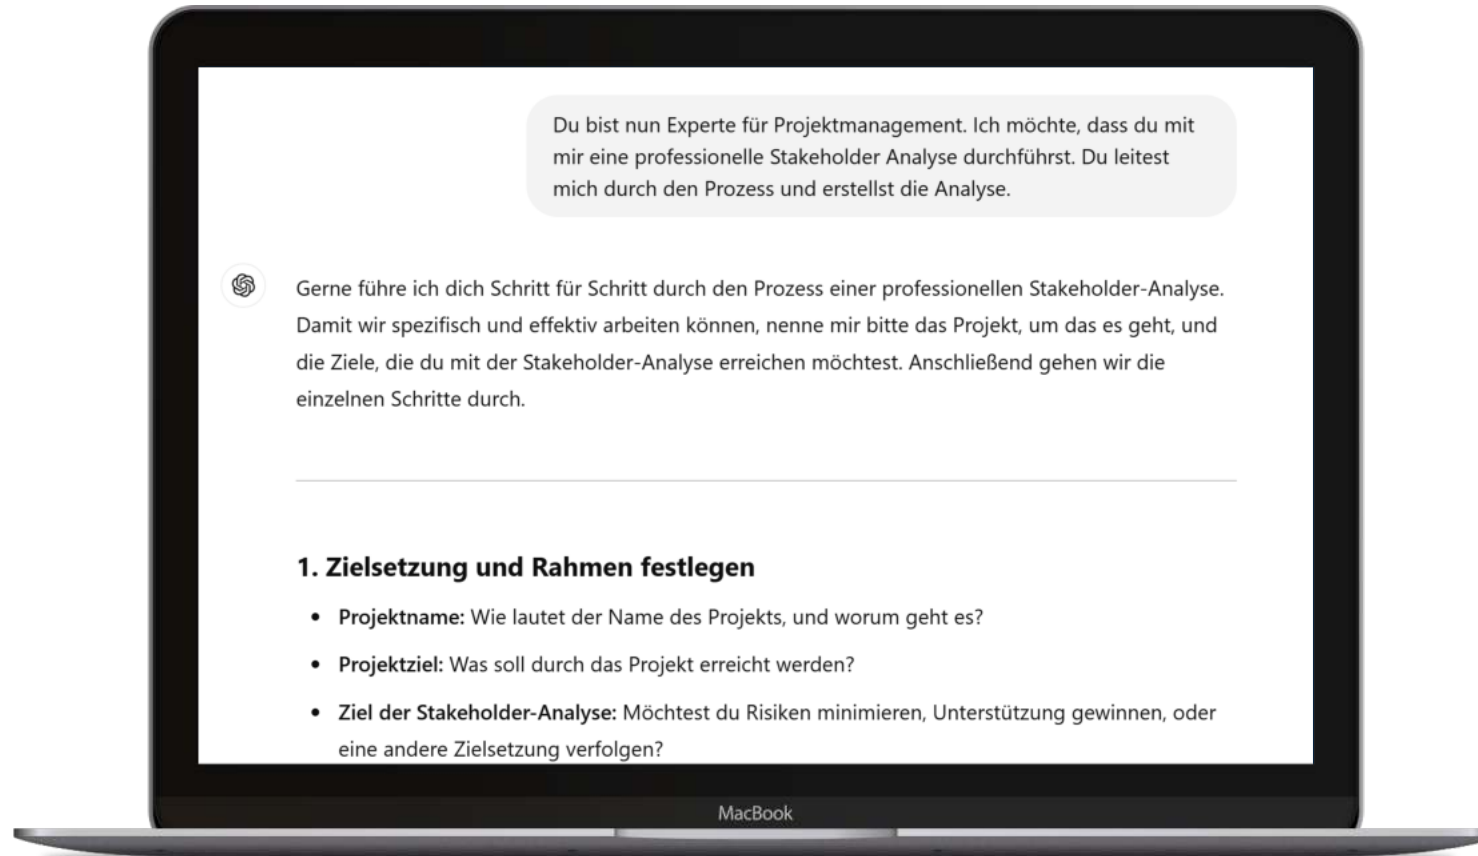 Du bist nun Experte für Projektmanagement. Ich möchte, dass du mit
mir eine professionelle Stakeholder Analyse durchführst. Du leitest
mich durch den Prozess und erstellst die Analyse.
Gerne führe ich dich Schritt für Schritt durch den Prozess einer professionellen Stakeholder-Analyse.
Damit wir spezifisch und effektiv arbeiten können, nenne mir bitte das Projekt, um das es geht, und
die Ziele, die du mit der Stakeholder-Analyse erreichen möchtest. Anschließend gehen wir die
einzelnen Schritte durch.
1. Zielsetzung und Rahmen festlegen
• Projektname: Wie lautet der Name des Projekts, und worum geht es?
• Projektziel: Was soll durch das Projekt erreicht werden?
• Ziel der Stakeholder-Analyse: Möchtest du Risiken minimieren, Unterstützung gewinnen, oder
eine andere Zielsetzung verfolgen?
MacBook